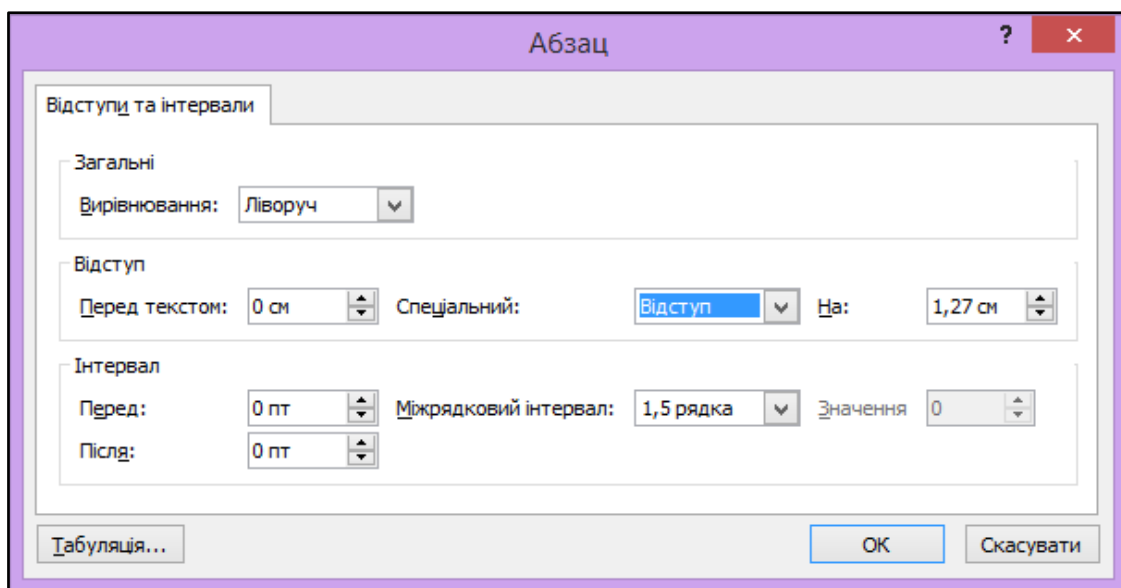 Абзац ?
Відступи та інтервали
Загальні
Вирівнювання: Ліворуч
Відступ
Перед текстом: 0 см Спеціальний: Відступ На: 1,27 см
Інтервал
Перед: 0 пт Міжрядковий інтервал: 1,5 рядка Значення 0
Після: 0 пт
Табуляція... ОК Скасувати